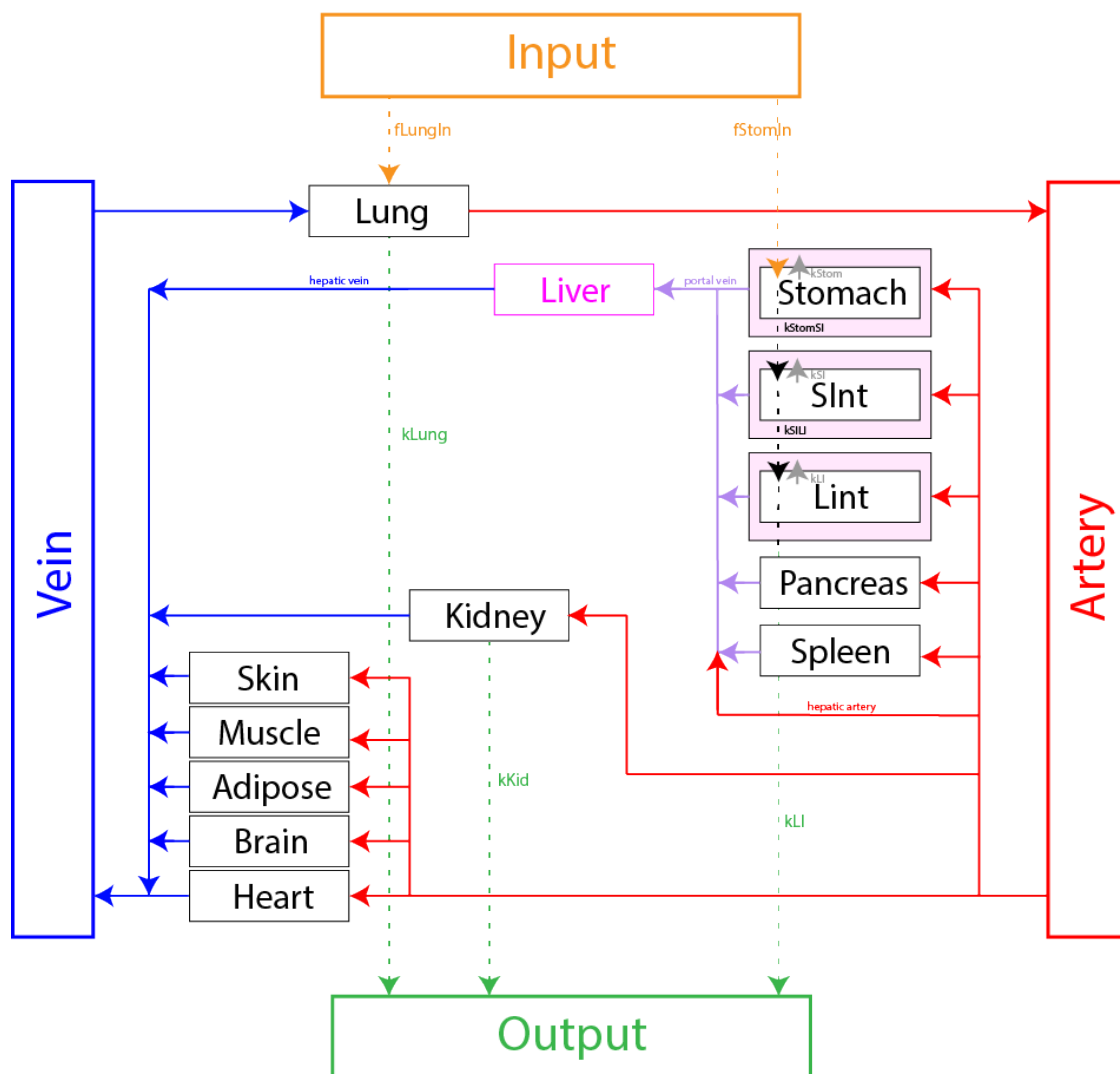 Input
fLungIn
fStomIn
Lung
kStom
hepatic vein
Liver
portal vein
Stomach
kStomSI
kSI
SInt
kLung
kSILI
kLI
Lint
Vein
Artery
Pancreas
Kidney
Spleen
Skin
hepatic artery
Muscle
kKid
Adipose
kLI
Brain
Heart
Output